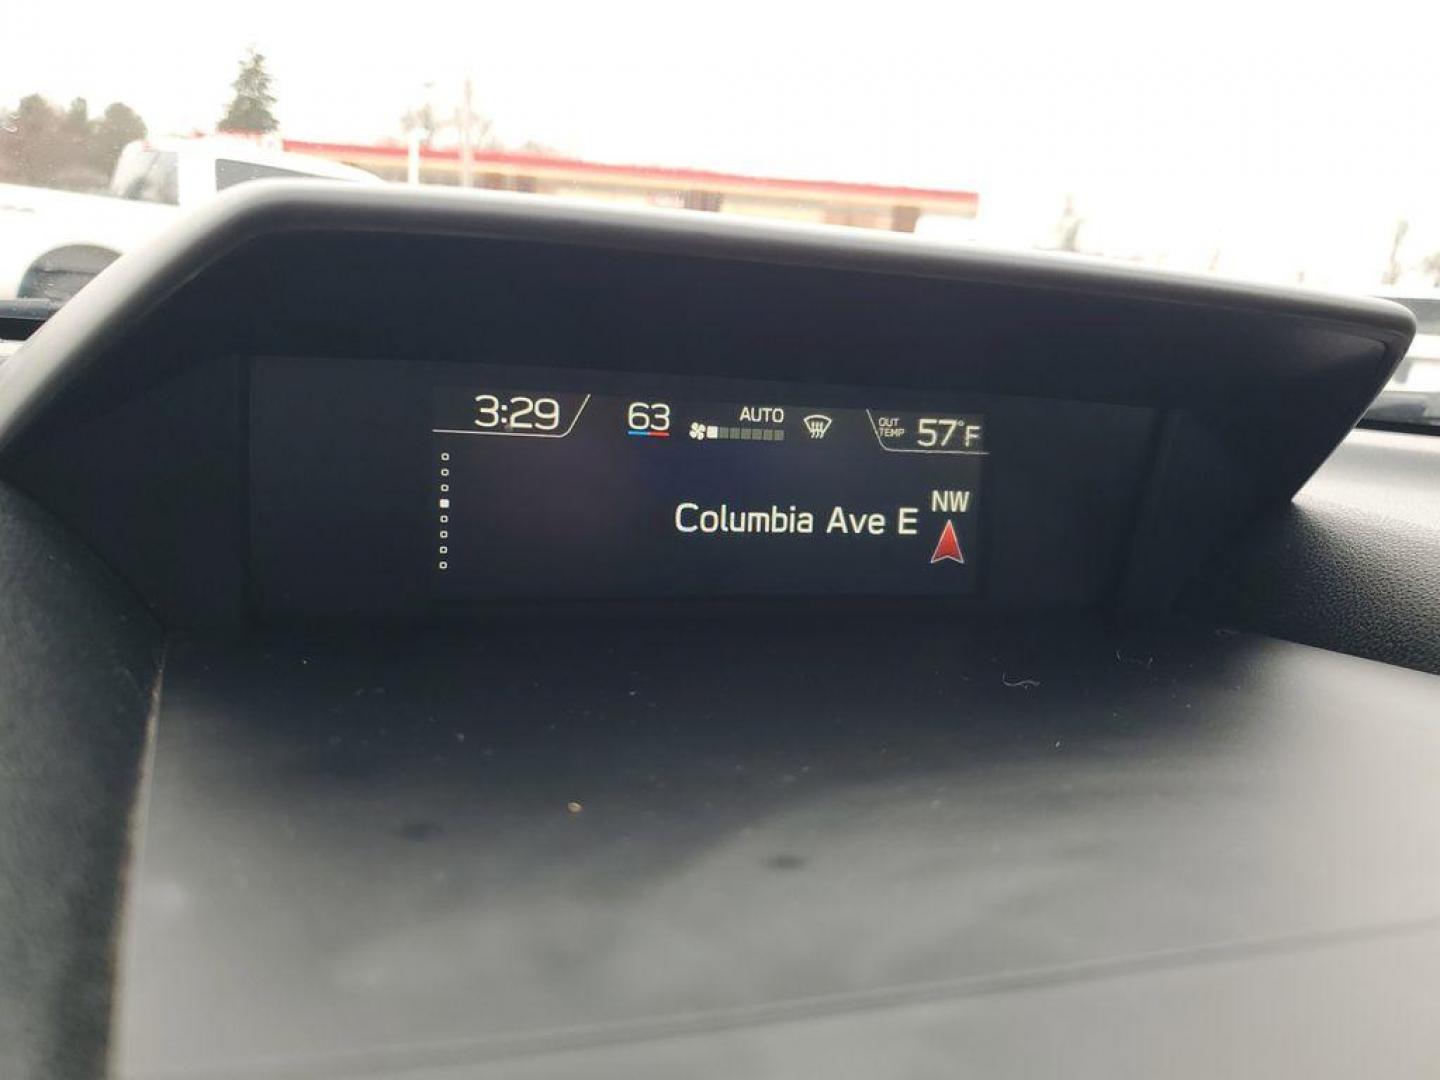 3:29
63
AUTO
OUT
TEMP
57°F
NW
Columbia Ave E